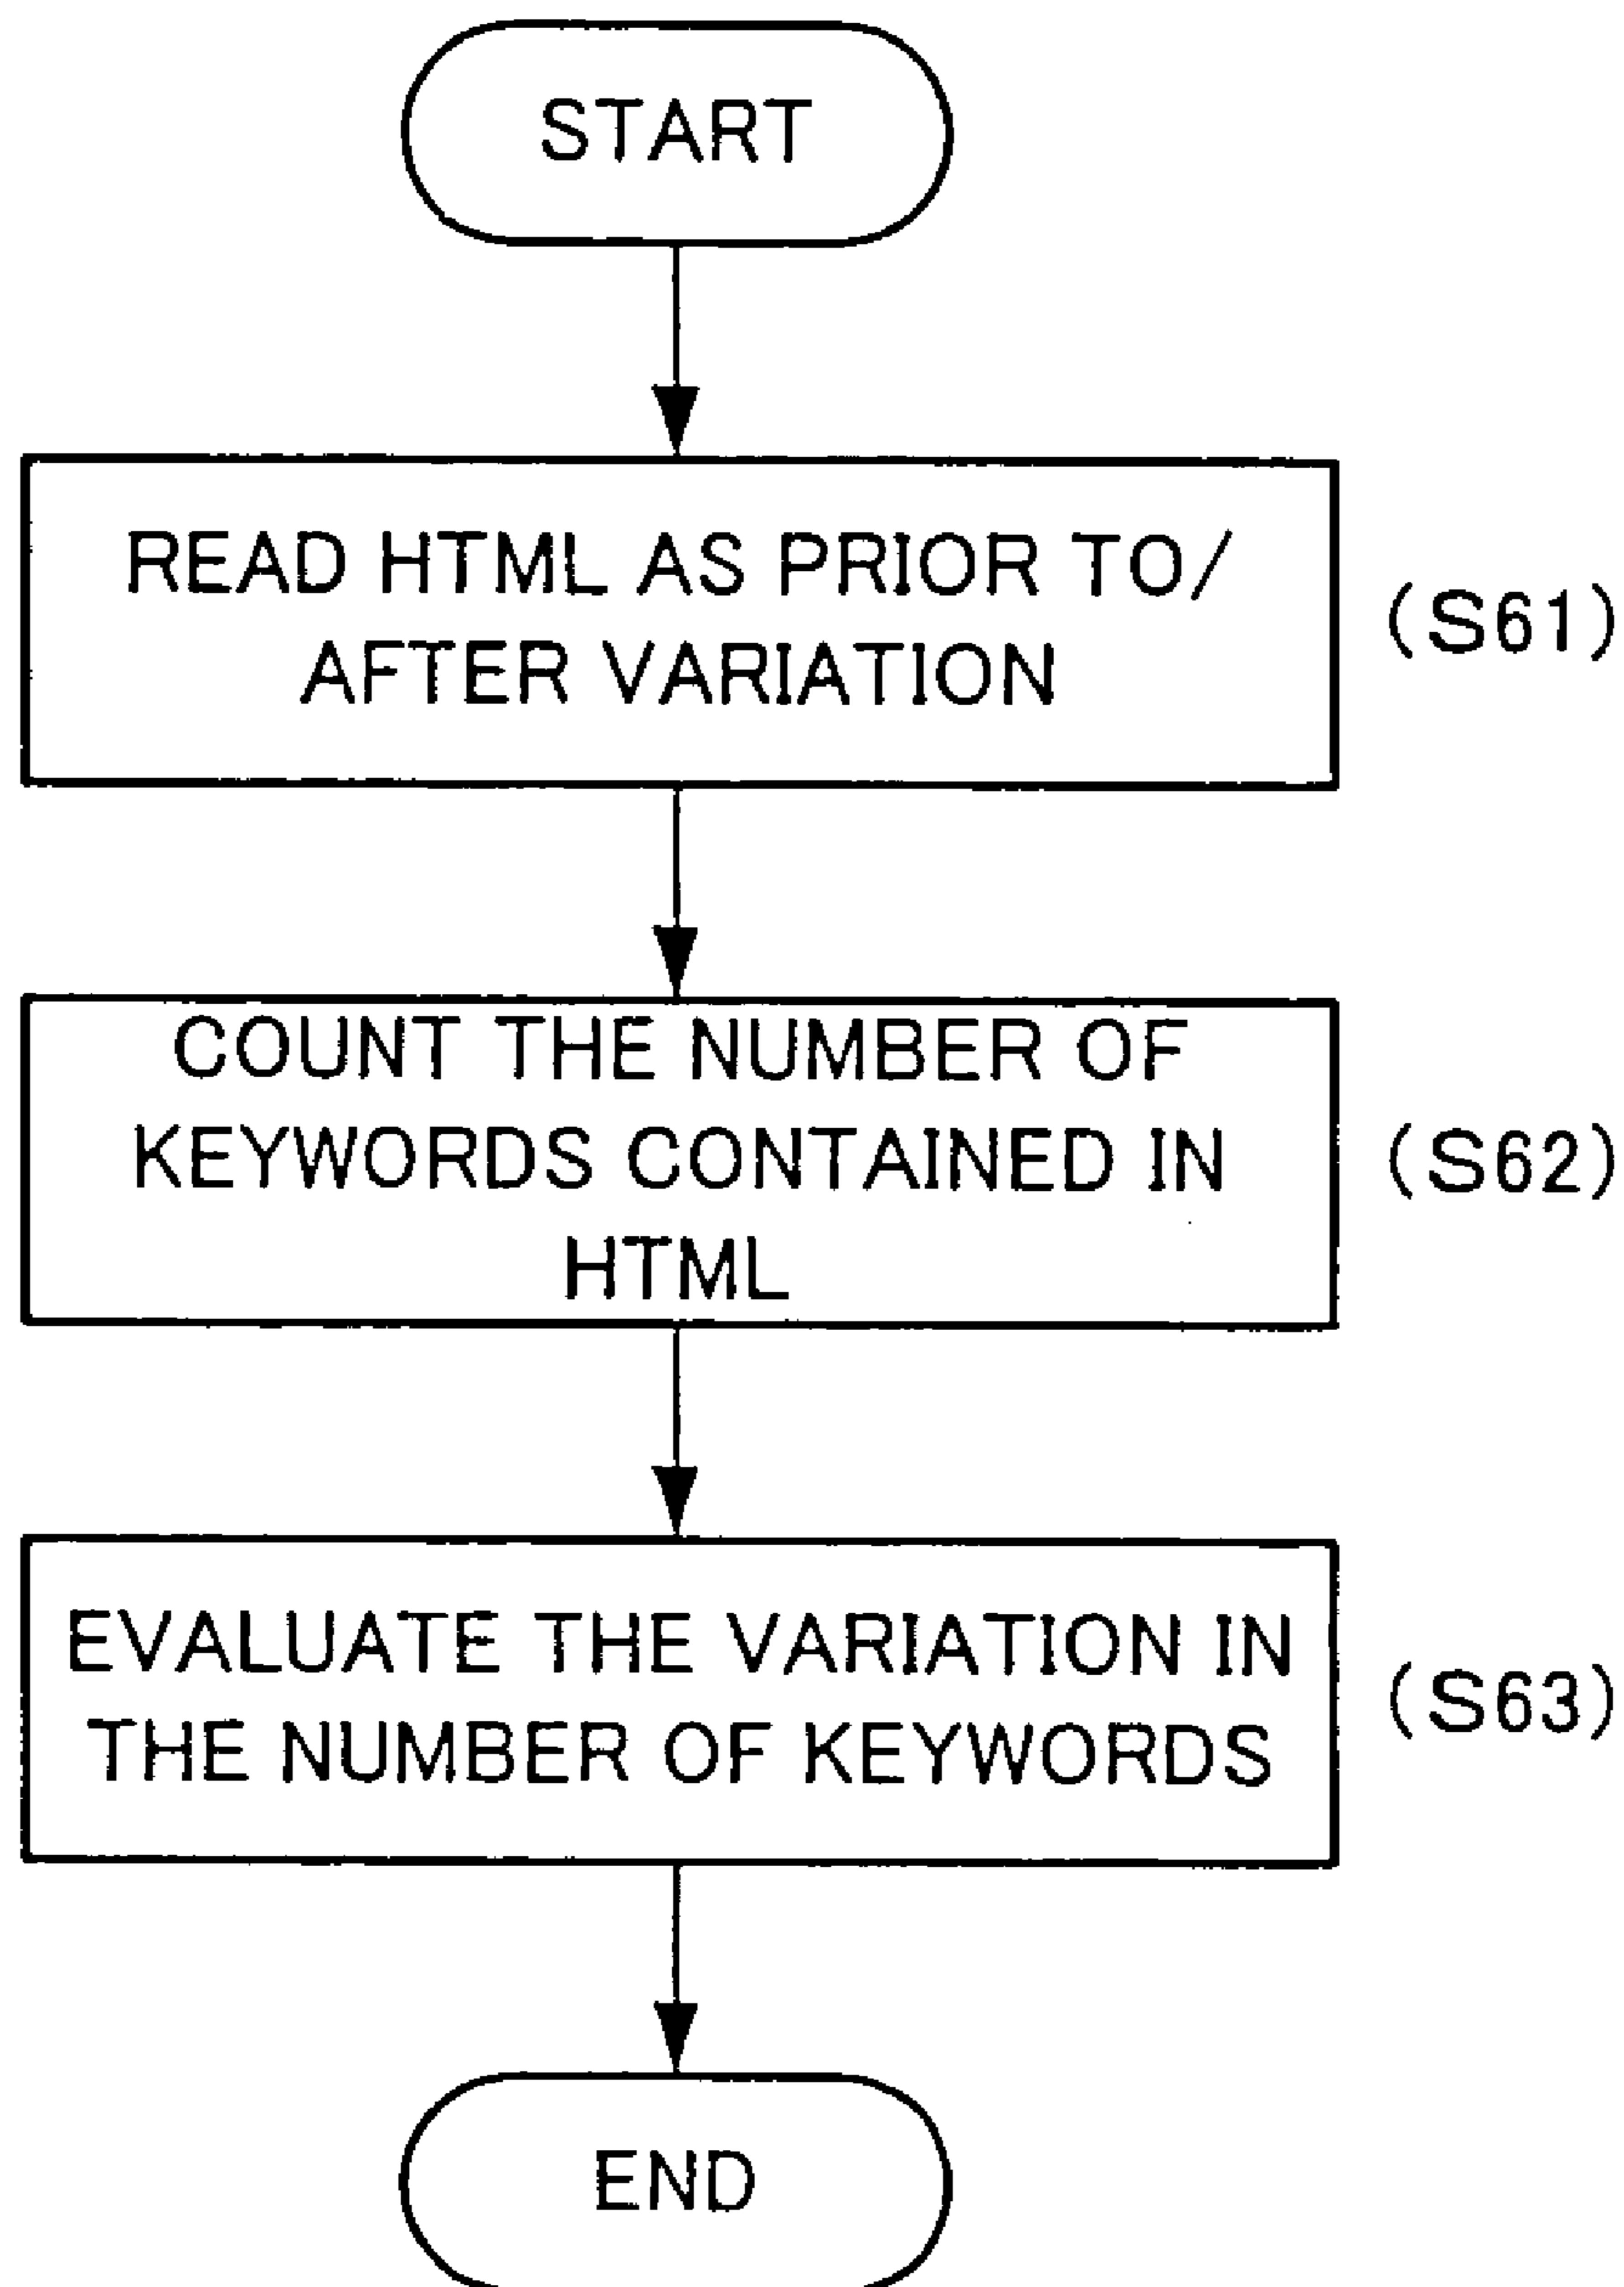 START
READ HTML AS PRIOR TO/
AFTER VARIATION
(S61)
COUNT THE NUMBER OF
KEYWORDS CONTAINED IN
HTML
(S62)
EVALUATE THE VARIATION IN
THE NUMBER OF KEYWORDS
(S63)
END